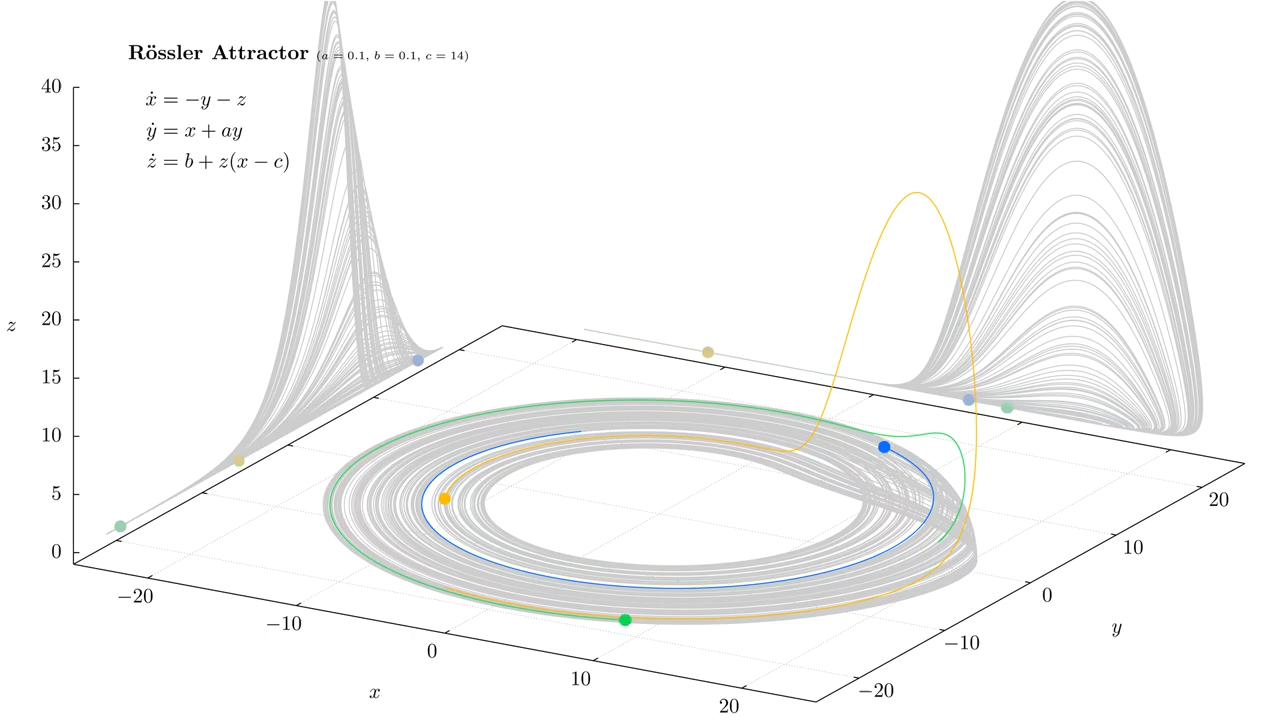 Rössler Attractor (a = 0.1, b = 0.1, c = 14)
ẋ = −y − z
ẏ = x + ay
ż = b + z(x − c)
40
35
30
25
20
15
10
5
0
z
−20
−10
0
10
20
x
−20
−10
0
10
20
y